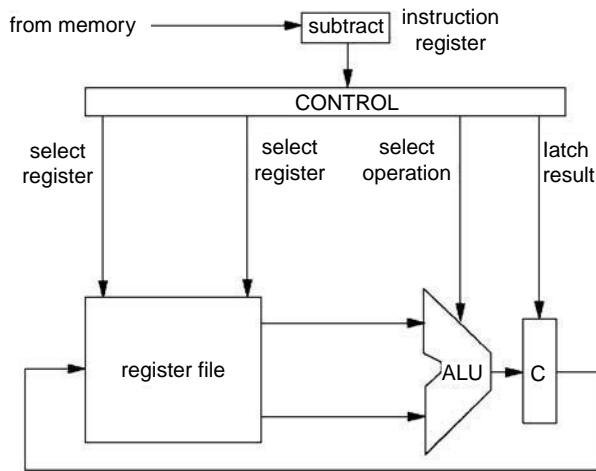 from memory
subtract
instruction
register
CONTROL
select
register
select
register
select
operation
latch
result
register file
ALU
C